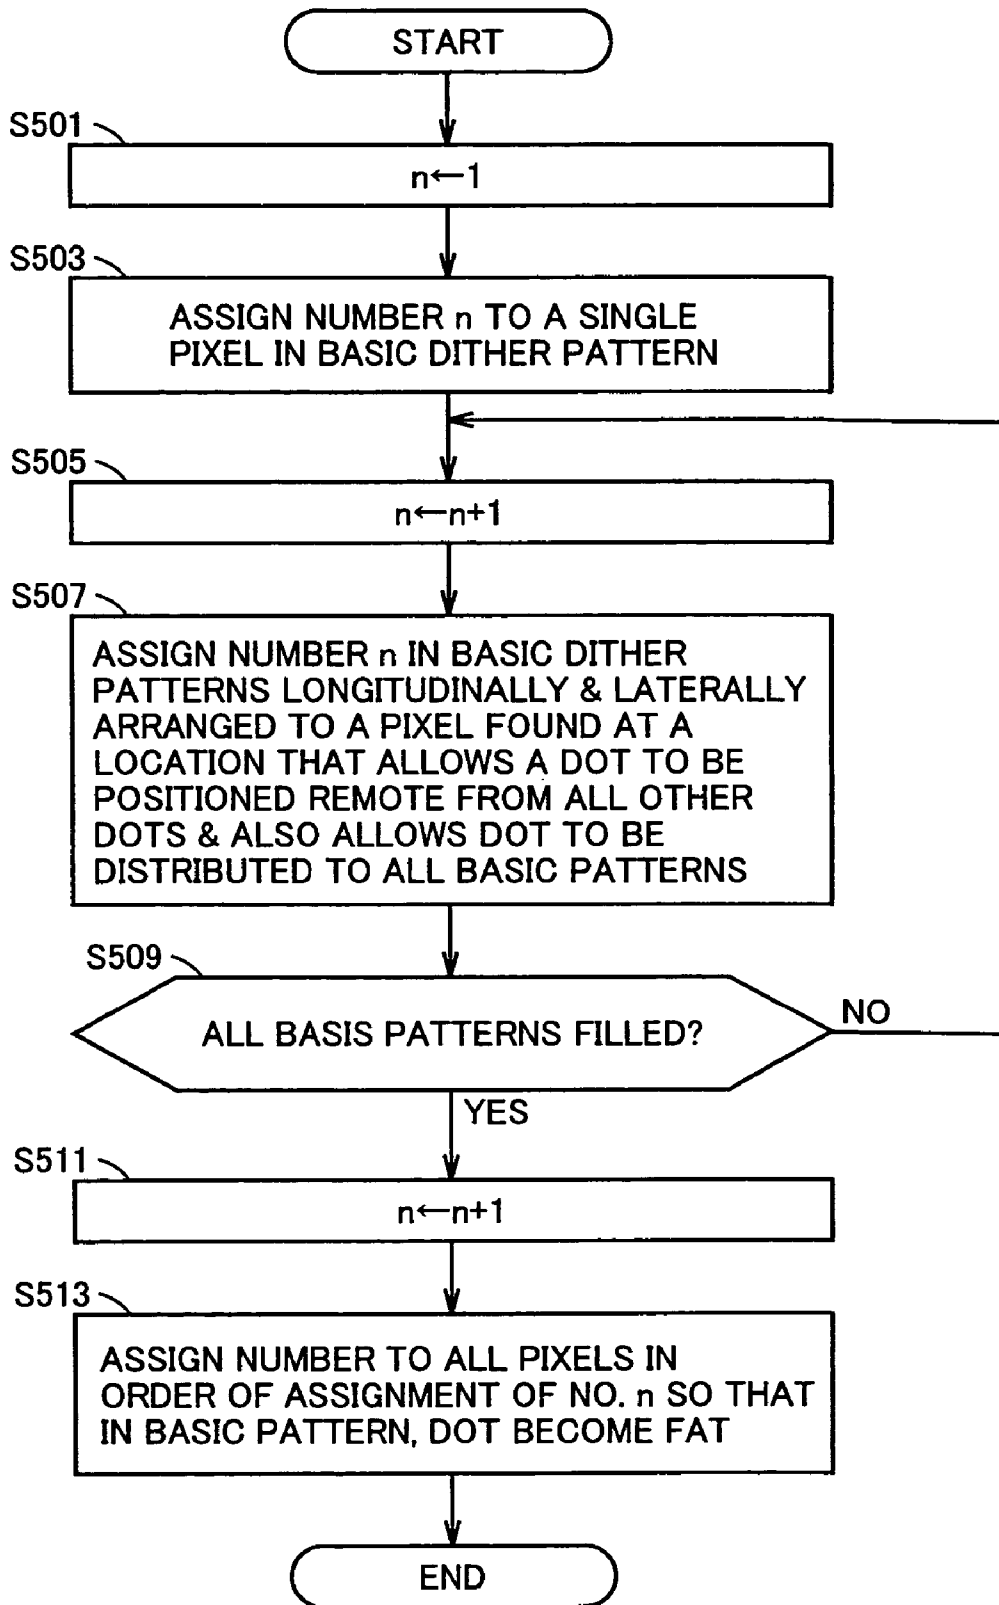 START
S501
n←1
S503
ASSIGN NUMBER n TO A SINGLE
PIXEL IN BASIC DITHER PATTERN
S505
n←n+1
S507
ASSIGN NUMBER n IN BASIC DITHER
PATTERNS LONGITUDINALLY & LATERALLY
ARRANGED TO A PIXEL FOUND AT A
LOCATION THAT ALLOWS A DOT TO BE
POSITIONED REMOTE FROM ALL OTHER
DOTS & ALSO ALLOWS DOT TO BE
DISTRIBUTED TO ALL BASIC PATTERNS
S509
ALL BASIS PATTERNS FILLED?
NO
YES
S511
n←n+1
S513
ASSIGN NUMBER TO ALL PIXELS IN
ORDER OF ASSIGNMENT OF NO. n SO THAT
IN BASIC PATTERN, DOT BECOME FAT
END